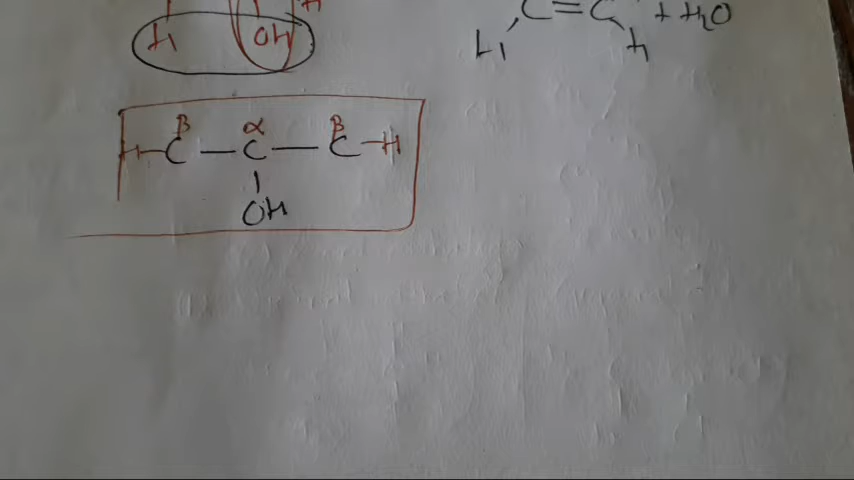 H
C = C + H2O
H OH
H
β α β
H - C - C - C - H
OH